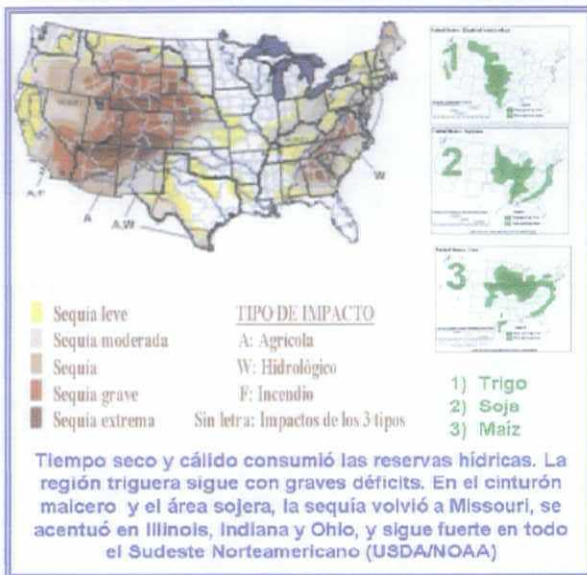 1
2
3
W
A
A,W
Sequía leve
Sequía moderada
Sequía
Sequía grave
Sequía extrema
TIPO DE IMPACTO
A: Agrícola
W: Hidrológico
F: Incendio
Sin letra: Impactos de los 3 tipos
1) Trigo
2) Soja
3) Maíz
Tiempo seco y cálido consumió las reservas hídricas. La
región triguera sigue con graves déficits. En el cinturón
maicero y el área sojera, la sequía volvió a Missouri, se
acentuó en Illinois, Indiana y Ohio, y sigue fuerte en todo
el Sudeste Norteamericano (USDA/NOAA)